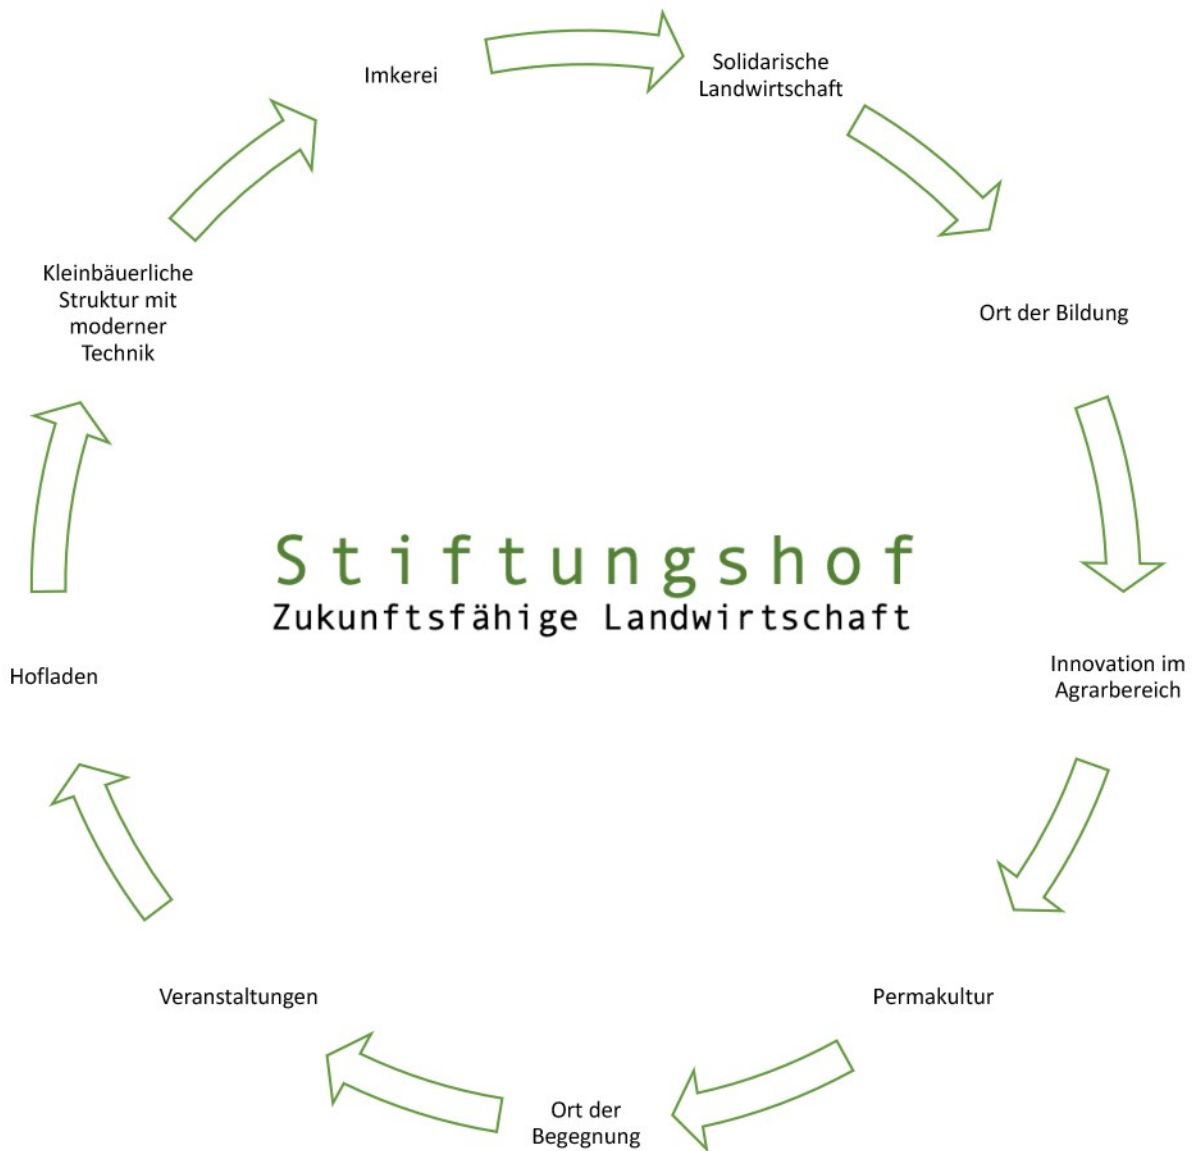 Imkerei
Solidarische
Landwirtschaft
Ort der Bildung
Innovation im
Agrarbereich
Permakultur
Ort der
Begegnung
Veranstaltungen
Hofladen
Kleinbäuerliche
Struktur mit
moderner
Technik
Stiftungshof
Zukunftsfähige Landwirtschaft